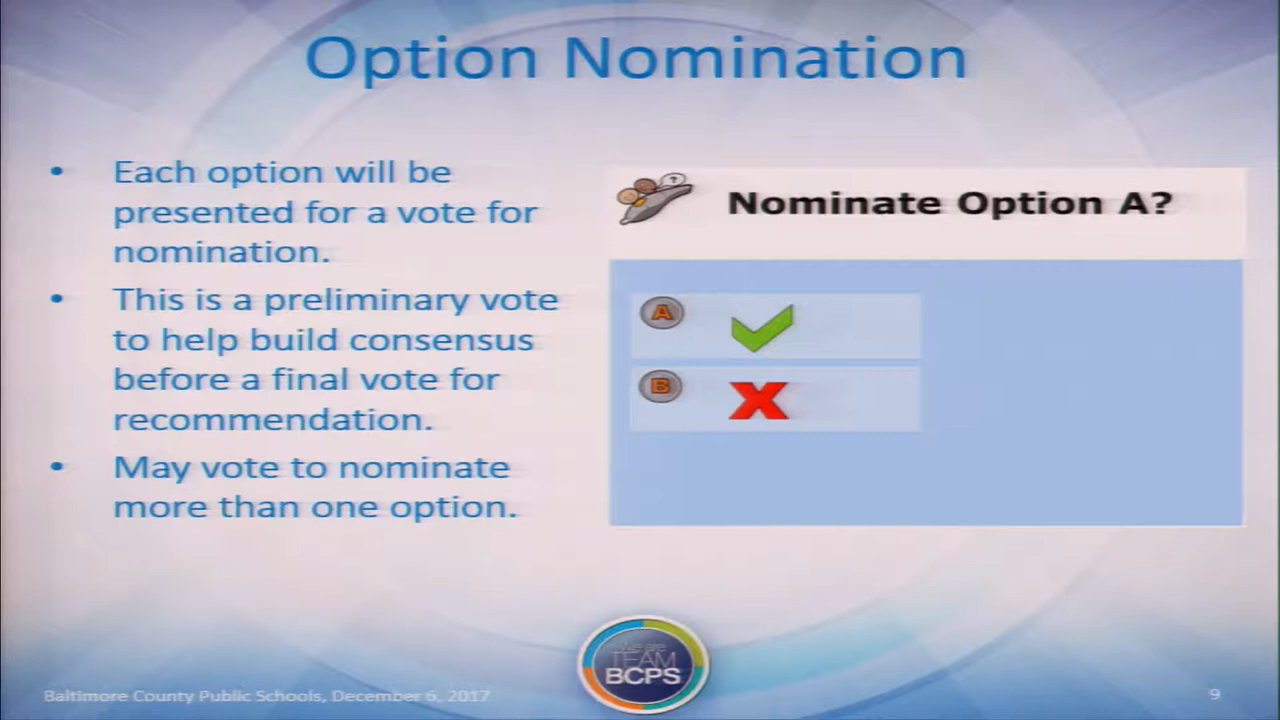 Option Nomination
• Each option will be
presented for a vote for
nomination.
• This is a preliminary vote
to help build consensus
before a final vote for
recommendation.
• May vote to nominate
more than one option.
?
Nominate Option A?
A
B
We are
TEAM
BCPS
Baltimore County Public Schools, December 6, 2017
9